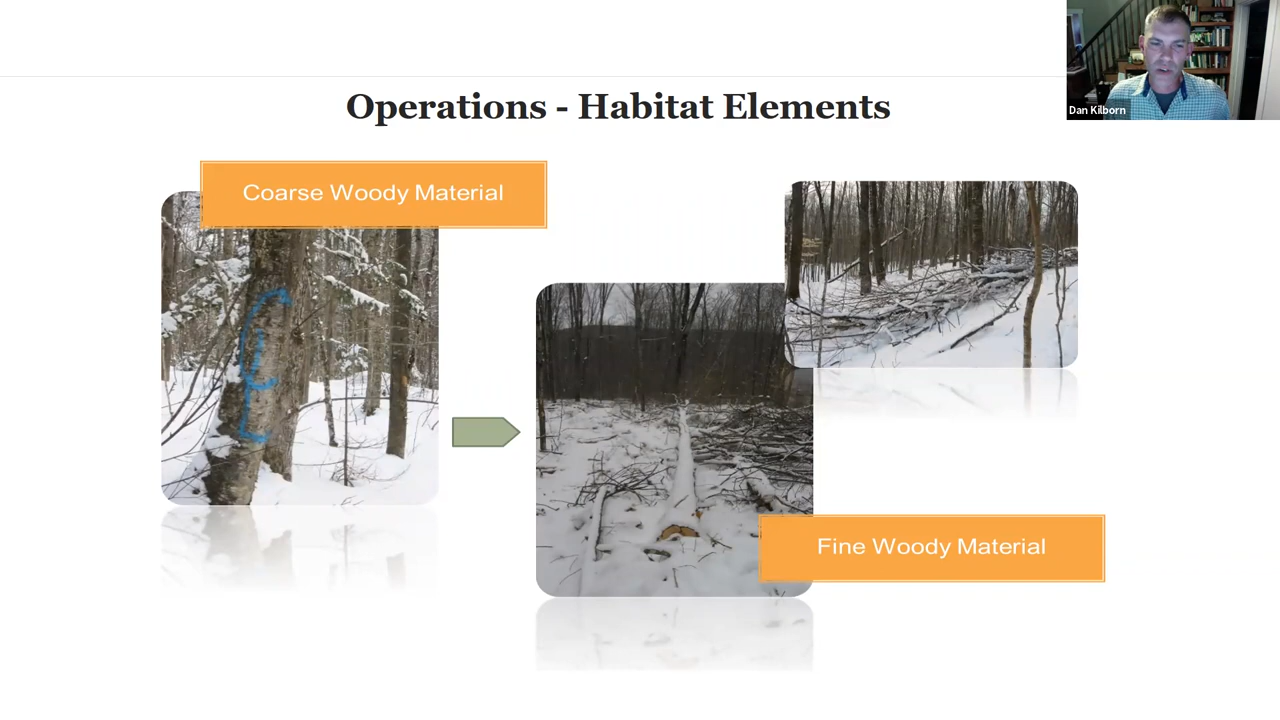 Dan Kilborn
Operations - Habitat Elements
Coarse Woody Material
Fine Woody Material